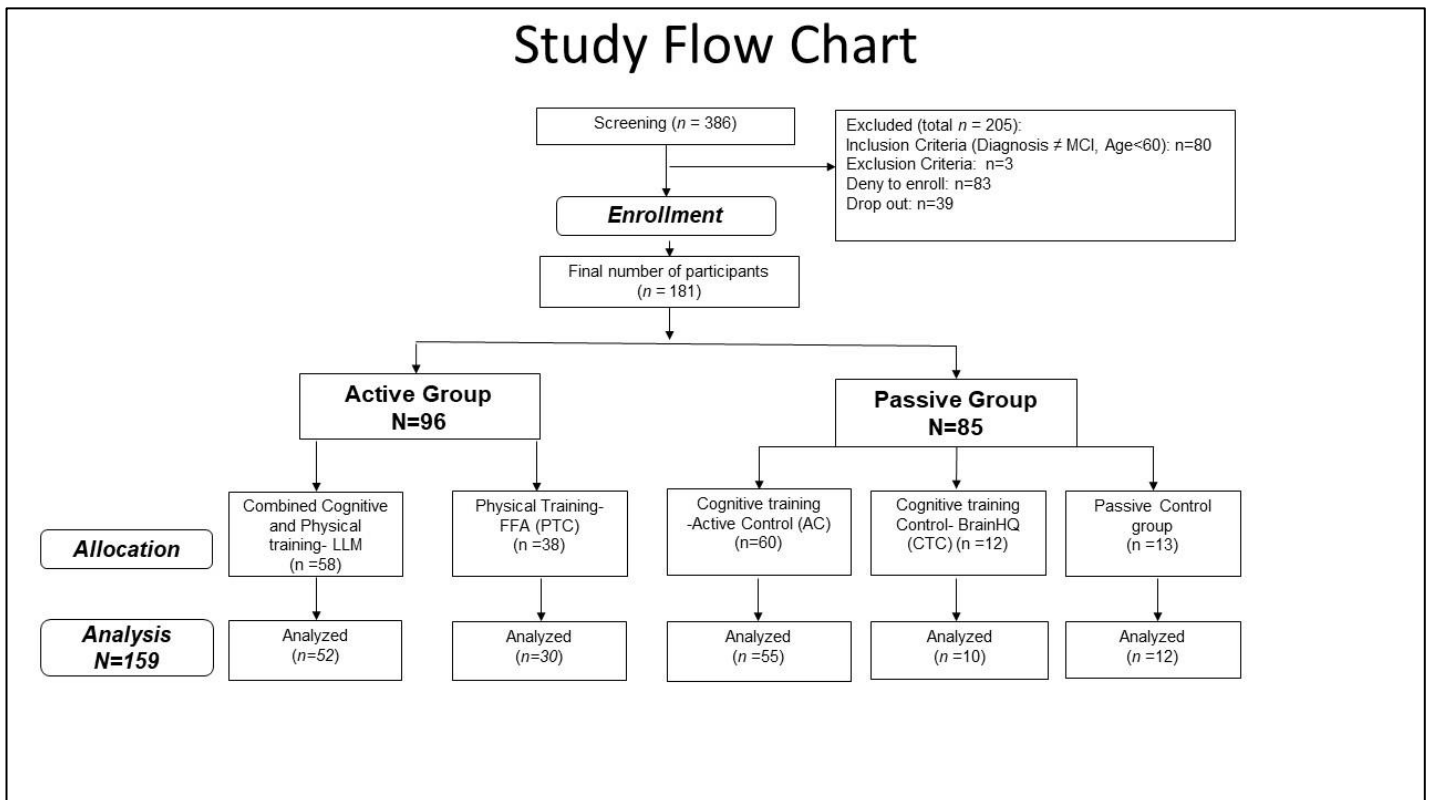 Study Flow Chart
Screening (n = 386)
Excluded (total n = 205):
Inclusion Criteria (Diagnosis ≠ MCI, Age<60): n=80
Exclusion Criteria:  n=3
Deny to enroll: n=83
Drop out: n=39
Enrollment
Final number of participants
(n = 181)
Active Group
N=96
Passive Group
N=85
Allocation
Combined Cognitive
and Physical
training- LLM
(n =58)
Physical Training-
FFA (PTC)
(n =38)
Cognitive training
-Active Control (AC)
(n=60)
Cognitive training
Control- BrainHQ
(CTC) (n =12)
Passive Control
group
(n =13)
Analysis
N=159
Analyzed
(n=52)
Analyzed
(n=30)
Analyzed
(n =55)
Analyzed
(n =10)
Analyzed
(n =12)